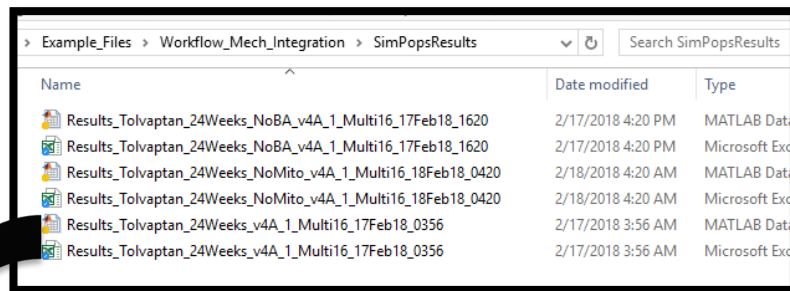 Example_Files > Workflow_Mech_Integration > SimPopsResults Search SimPopsResults
Name Date modified Type
Results_Tolvaptan_24Weeks_NoBA_v4A_1_Multi16_17Feb18_1620 2/17/2018 4:20 PM MATLAB Data
Results_Tolvaptan_24Weeks_NoBA_v4A_1_Multi16_17Feb18_1620 2/17/2018 4:20 PM Microsoft Exc
Results_Tolvaptan_24Weeks_NoMito_v4A_1_Multi16_18Feb18_0420 2/18/2018 4:20 AM MATLAB Data
Results_Tolvaptan_24Weeks_NoMito_v4A_1_Multi16_18Feb18_0420 2/18/2018 4:20 AM Microsoft Exc
Results_Tolvaptan_24Weeks_v4A_1_Multi16_17Feb18_0356 2/17/2018 3:56 AM MATLAB Data
Results_Tolvaptan_24Weeks_v4A_1_Multi16_17Feb18_0356 2/17/2018 3:56 AM Microsoft Exc